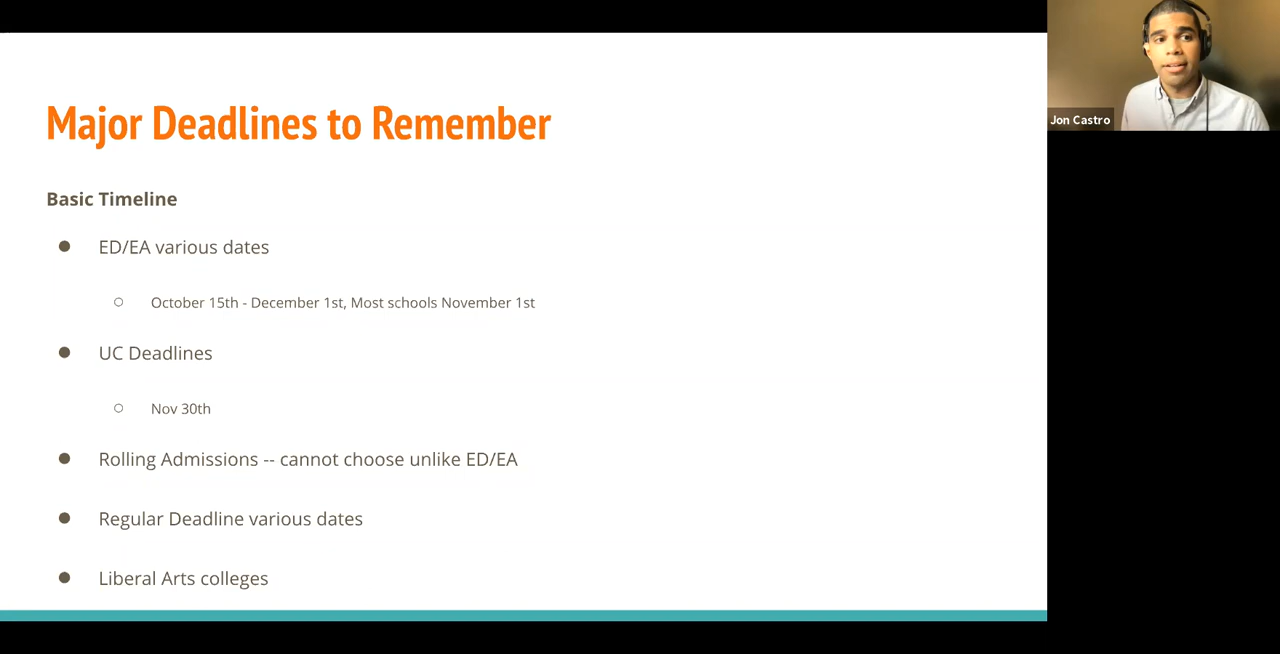 Major Deadlines to Remember
Basic Timeline
● ED/EA various dates
○ October 15th - December 1st, Most schools November 1st
● UC Deadlines
○ Nov 30th
● Rolling Admissions -- cannot choose unlike ED/EA
● Regular Deadline various dates
● Liberal Arts colleges
Jon Castro